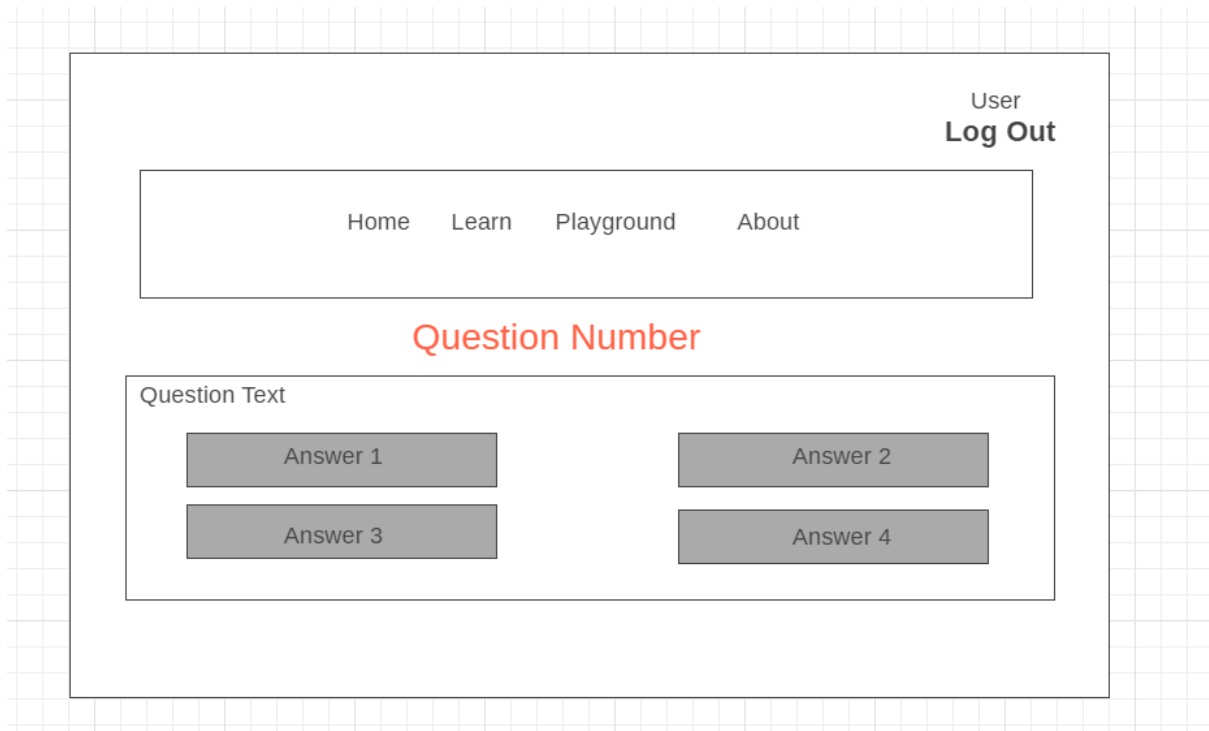 User
Log Out
Home Learn Playground About
Question Number
Question Text
Answer 1 Answer 2
Answer 3 Answer 4